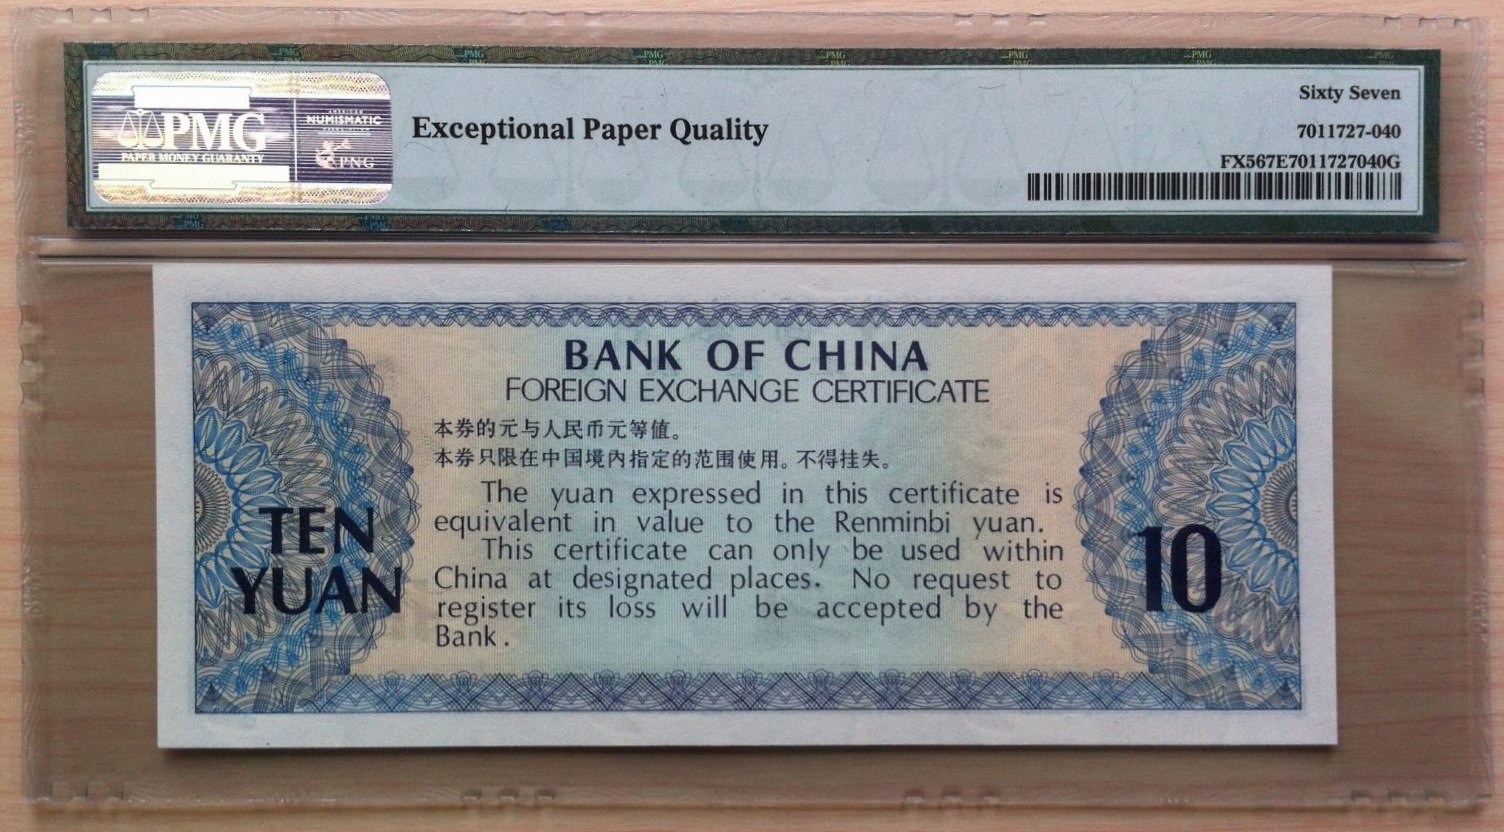 PMG
PAPER MONEY GUARANTY
AMERICAN
NUMISMATIC
ASSOCIATION
PNG
Exceptional Paper Quality
Sixty Seven
7011727-040
FX567E7011727040G
BANK OF CHINA
FOREIGN EXCHANGE CERTIFICATE
本券的元与人民币元等值。
本券只限在中国境内指定的范围使用。不得挂失。
The yuan expressed in this certificate is
equivalent in value to the Renminbi yuan.
This certificate can only be used within
China at designated places. No request to
register its loss will be accepted by the
Bank.
TEN
YUAN
10